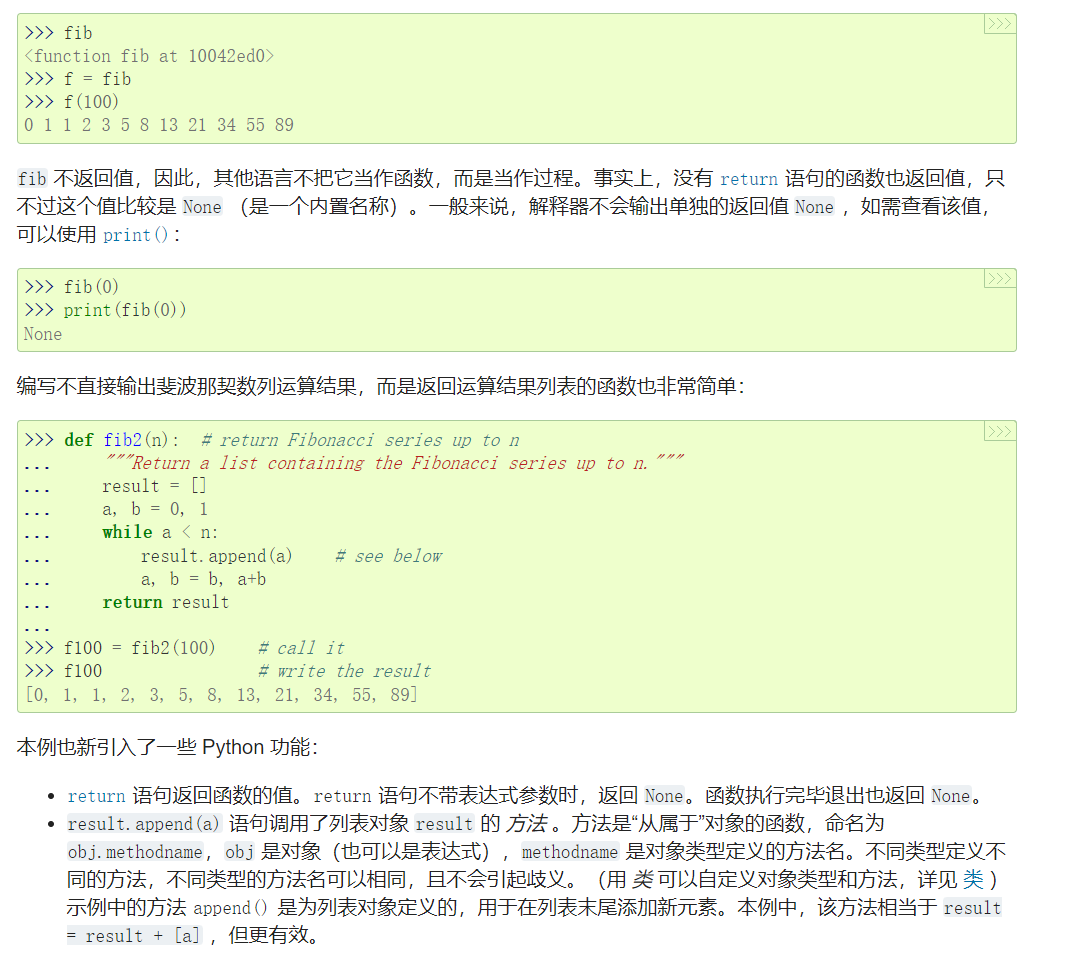 >>>
>>> fib
<function fib at 10042ed0>
>>> f = fib
>>> f(100)
0 1 1 2 3 5 8 13 21 34 55 89
fib 不返回值，因此，其他语言不把它当作函数，而是当作过程。事实上，没有 return 语句的函数也返回值，只
不过这个值比较是 None （是一个内置名称）。一般来说，解释器不会输出单独的返回值 None ，如需查看该值，
可以使用 print()：
>>>
>>> fib(0)
>>> print(fib(0))
None
编写不直接输出斐波那契数列运算结果，而是返回运算结果列表的函数也非常简单：
>>>
>>> def fib2(n):  # return Fibonacci series up to n
...     """Return a list containing the Fibonacci series up to n."""
...     result = []
...     a, b = 0, 1
...     while a < n:
...         result.append(a)    # see below
...         a, b = b, a+b
...     return result
...
>>> f100 = fib2(100)    # call it
>>> f100                # write the result
[0, 1, 1, 2, 3, 5, 8, 13, 21, 34, 55, 89]
本例也新引入了一些 Python 功能：
• return 语句返回函数的值。return 语句不带表达式参数时，返回 None。函数执行完毕退出也返回 None。
• result.append(a) 语句调用了列表对象 result 的 方法 。方法是“从属于”对象的函数，命名为
obj.methodname，obj 是对象（也可以是表达式），methodname 是对象类型定义的方法名。不同类型定义不
同的方法，不同类型的方法名可以相同，且不会引起歧义。（用 类 可以自定义对象类型和方法，详见 类 ）
示例中的方法 append() 是为列表对象定义的，用于在列表末尾添加新元素。本例中，该方法相当于 result
= result + [a] ，但更有效。